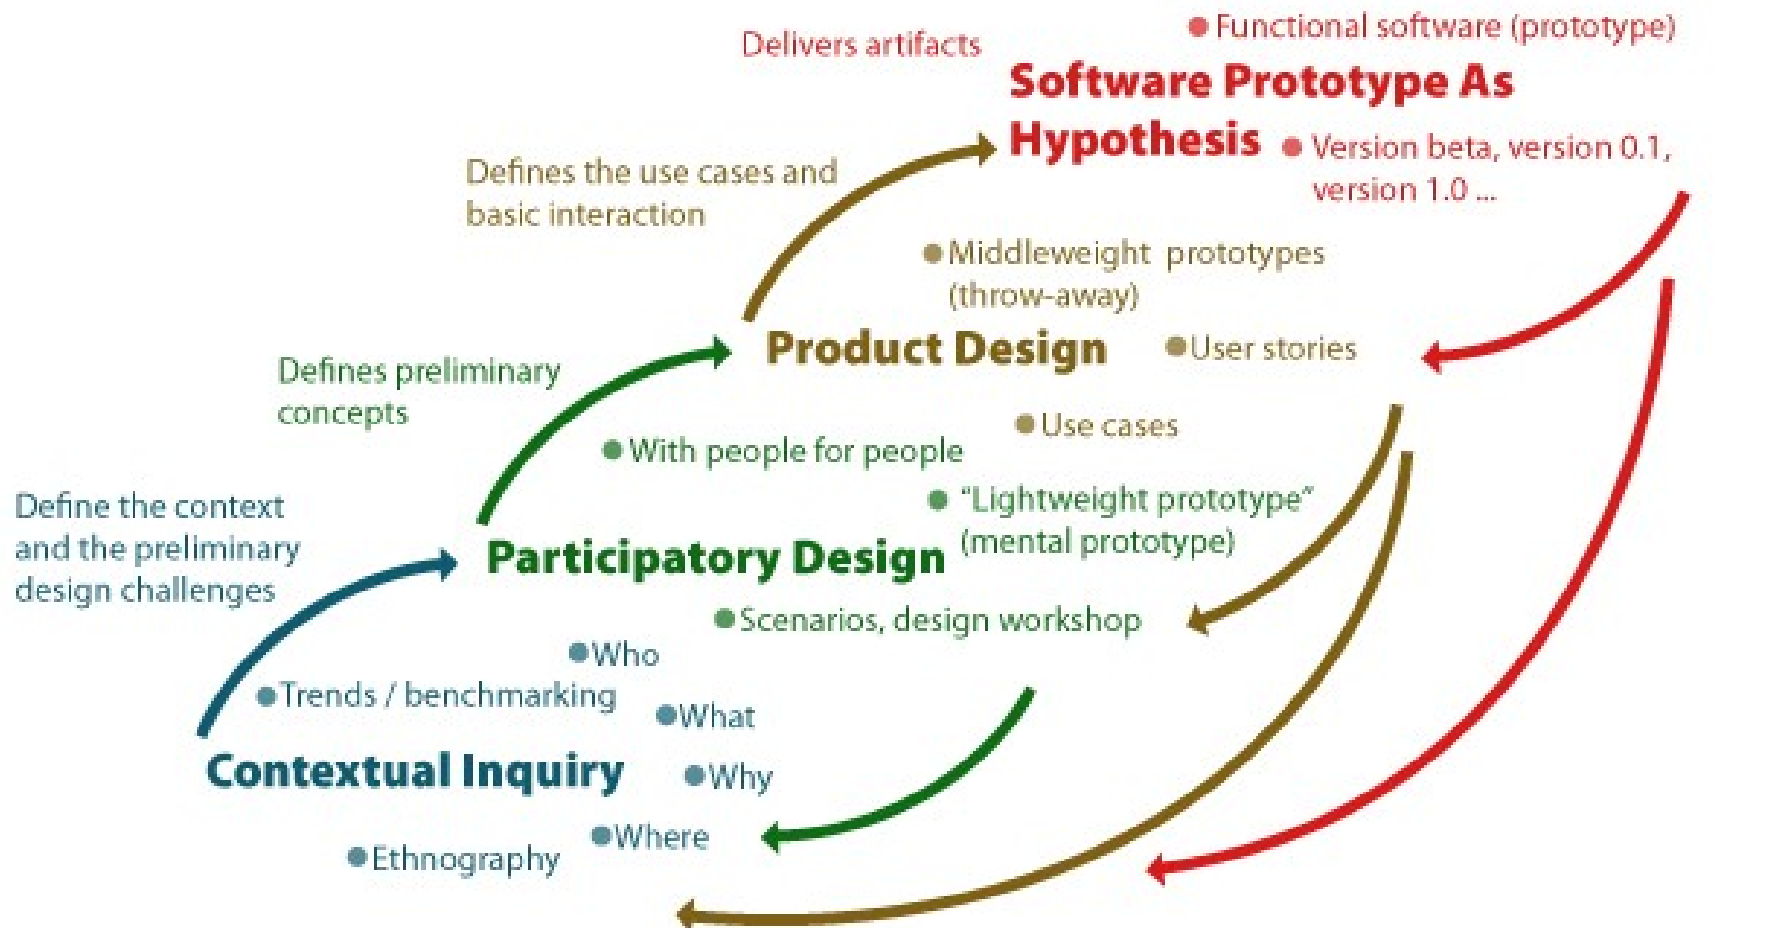 ● Functional software (prototype)
Delivers artifacts
Software Prototype As
Hypothesis ● Version beta, version 0.1,
version 1.0 ...
Defines the use cases and
basic interaction
● Middleweight prototypes
(throw-away)
Product Design ● User stories
Defines preliminary
concepts
● Use cases
● With people for people
Define the context
and the preliminary
design challenges
● "Lightweight prototype"
(mental prototype)
Participatory Design
● Scenarios, design workshop
● Who
● Trends / benchmarking
● What
Contextual Inquiry ● Why
● Where
● Ethnography